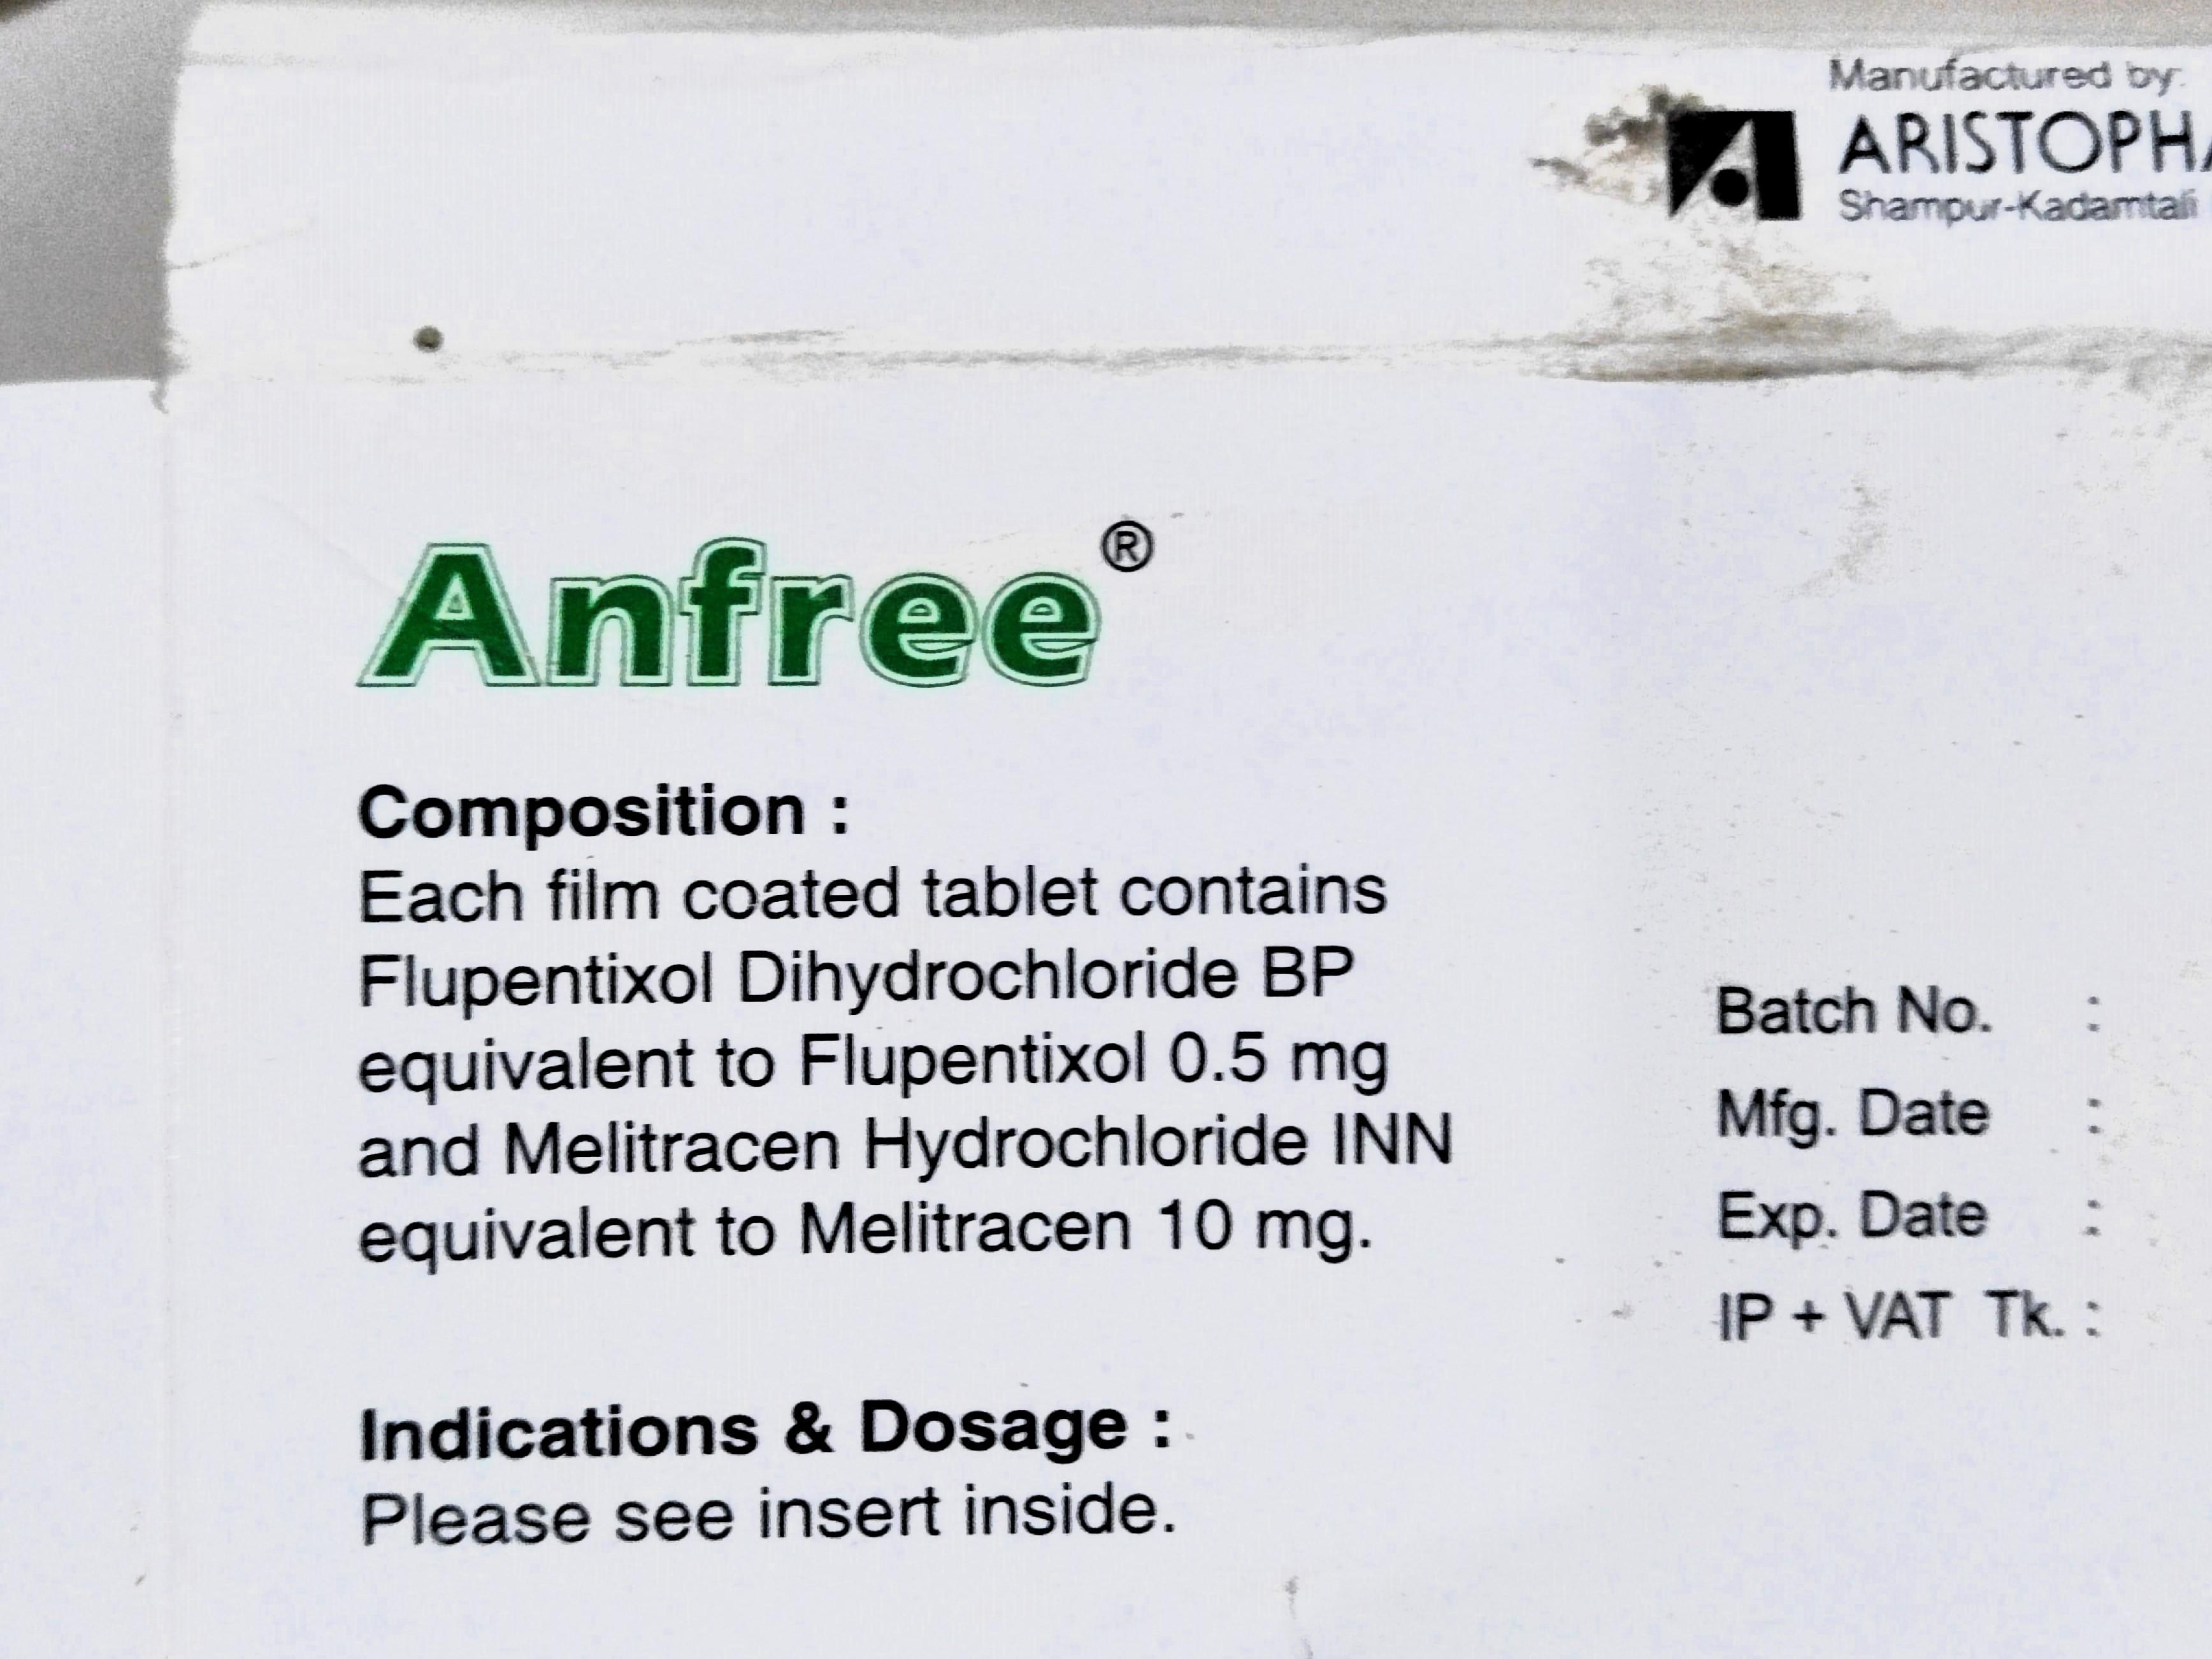 Manufactured by:
ARISTOPHA
Shampur-Kadamtali
Anfree®
Composition :
Each film coated tablet contains
Flupentixol Dihydrochloride BP
equivalent to Flupentixol 0.5 mg
and Melitracen Hydrochloride INN
equivalent to Melitracen 10 mg.
Batch No. :
Mfg. Date :
Exp. Date :
IP + VAT Tk. :
Indications & Dosage :
Please see insert inside.